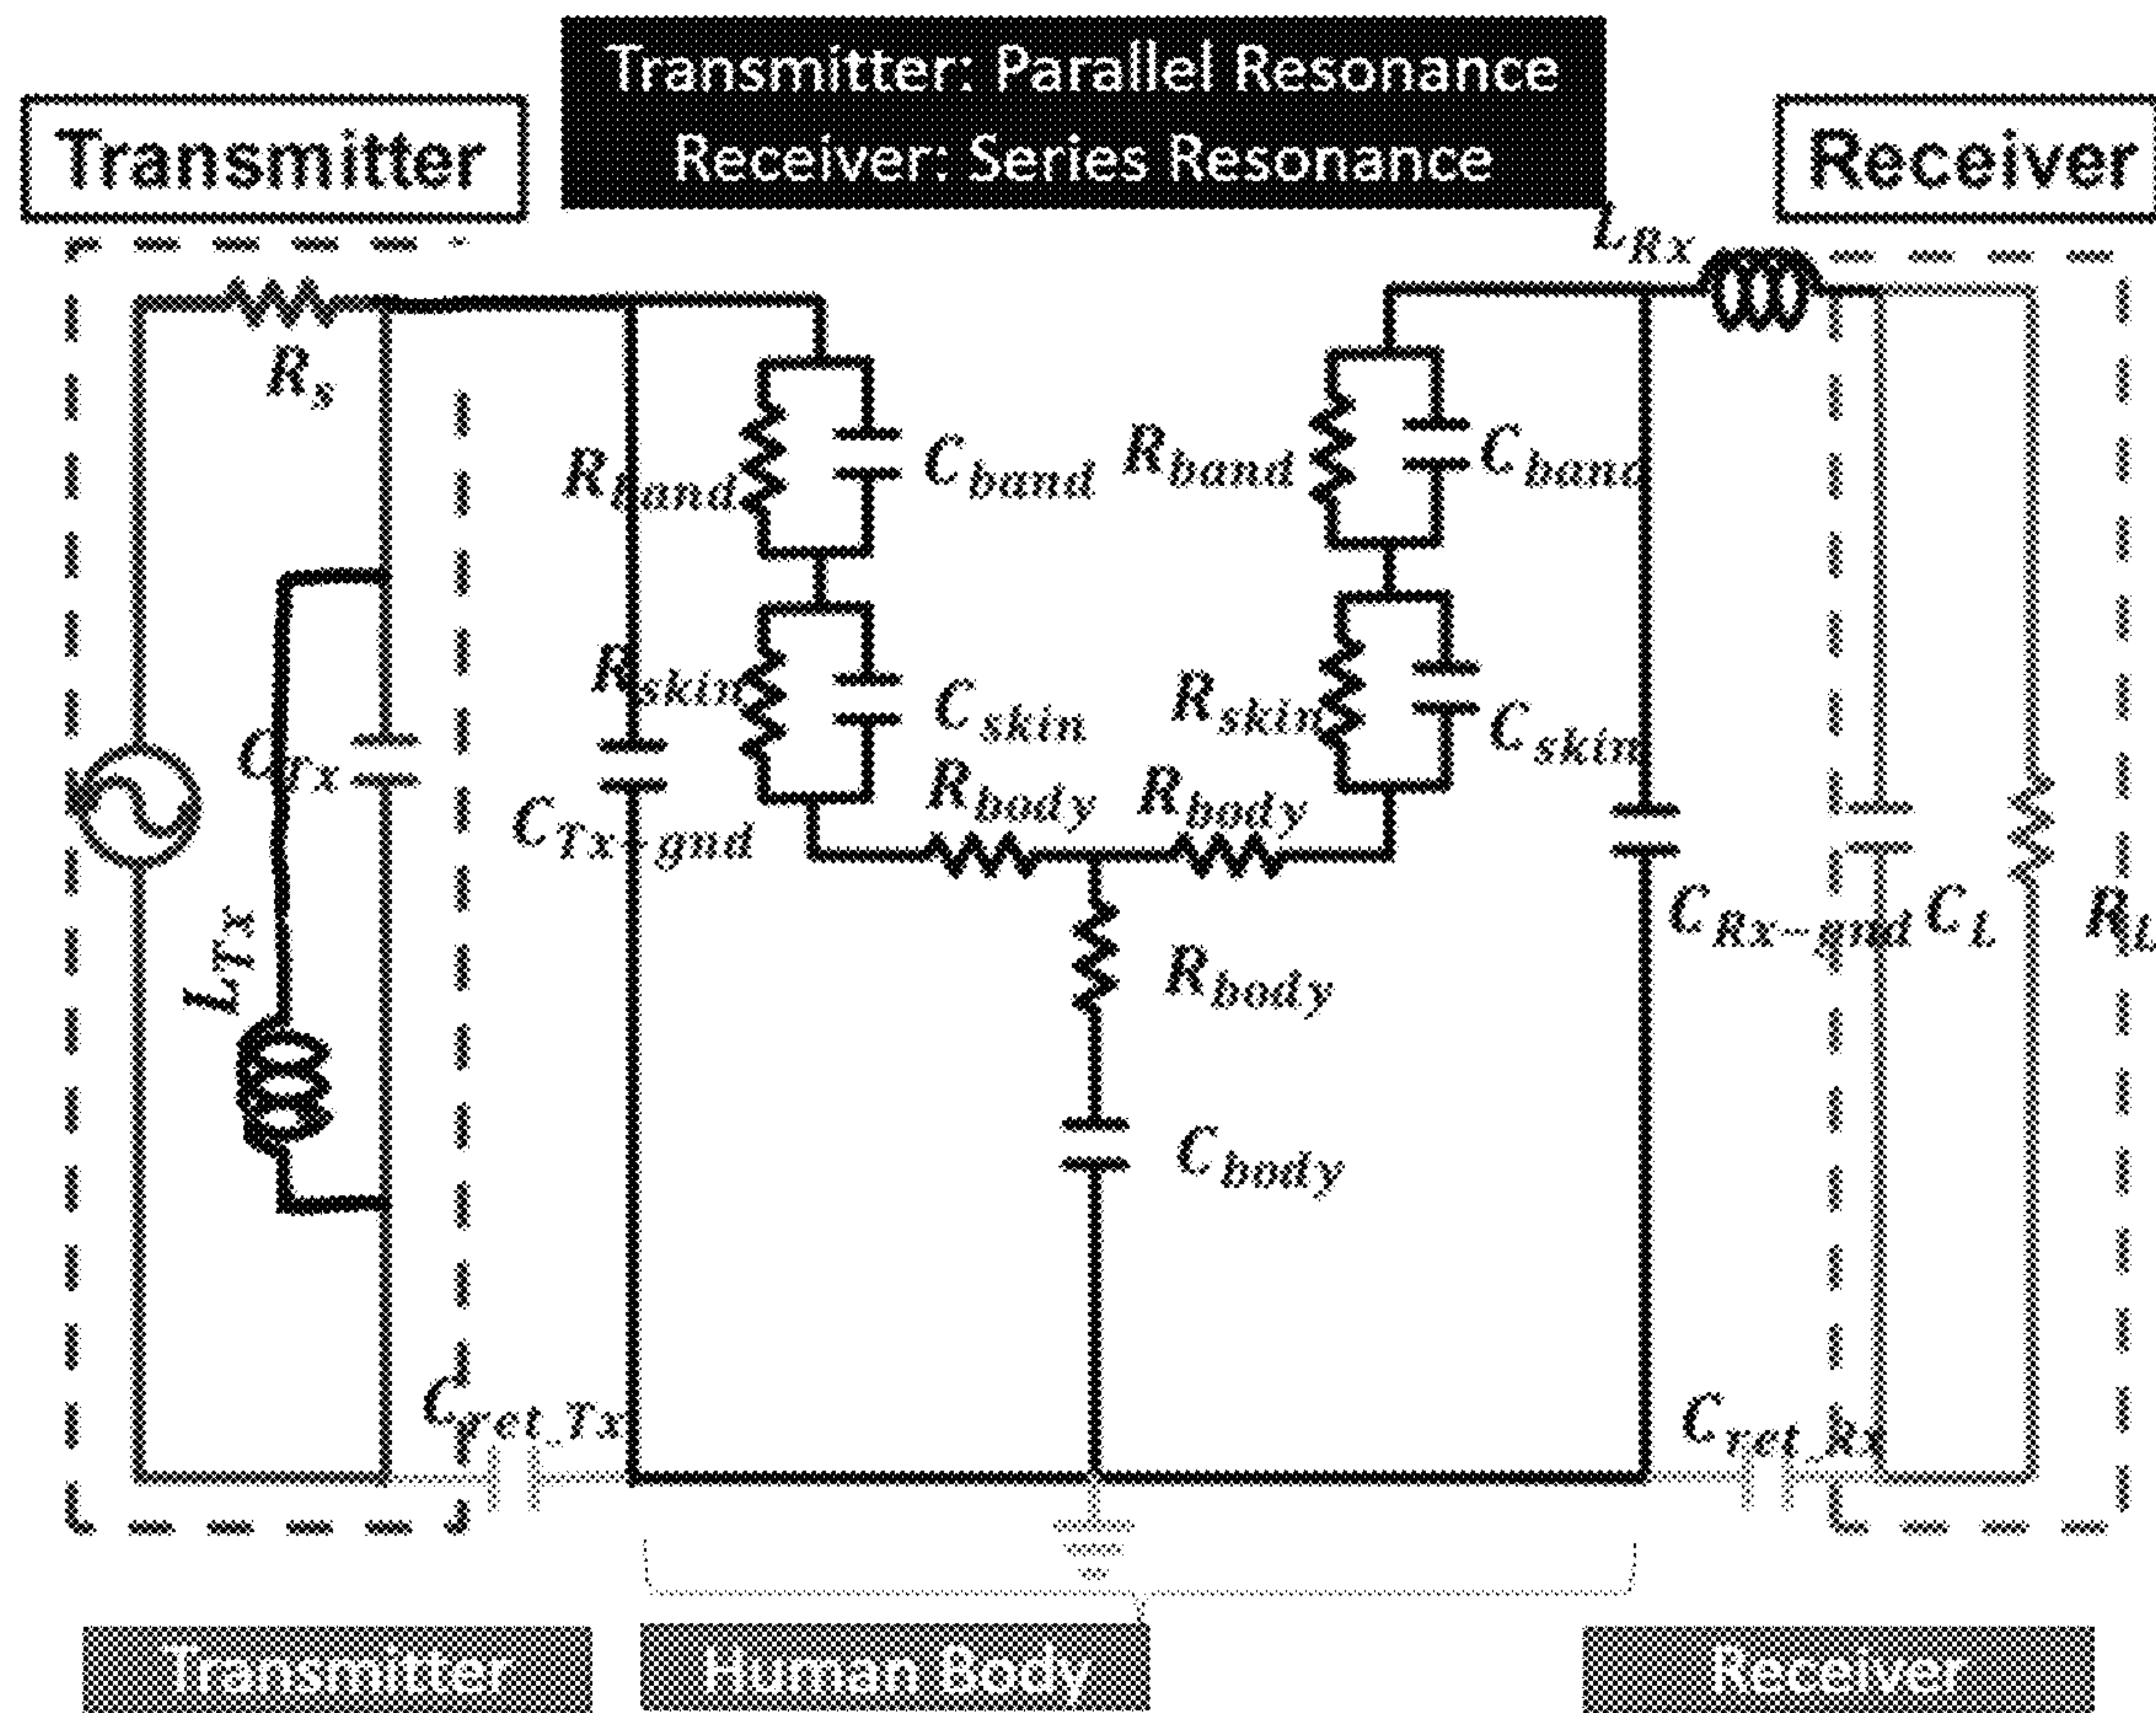 Transmitter: Parallel Resonance
Receiver: Series Resonance
Transmitter
Receiver
L_Rx
R_s
R_band
C_band
R_band
C_band
R_skin
C_skin
R_skin
C_skin
C_Tx
C_Tx-gnd
R_body
R_body
L_Tx
C_Rx-gnd
C_L
R_L
R_body
C_body
C_ret_Tx
C_ret_Rx
Transmitter
Human Body
Receiver